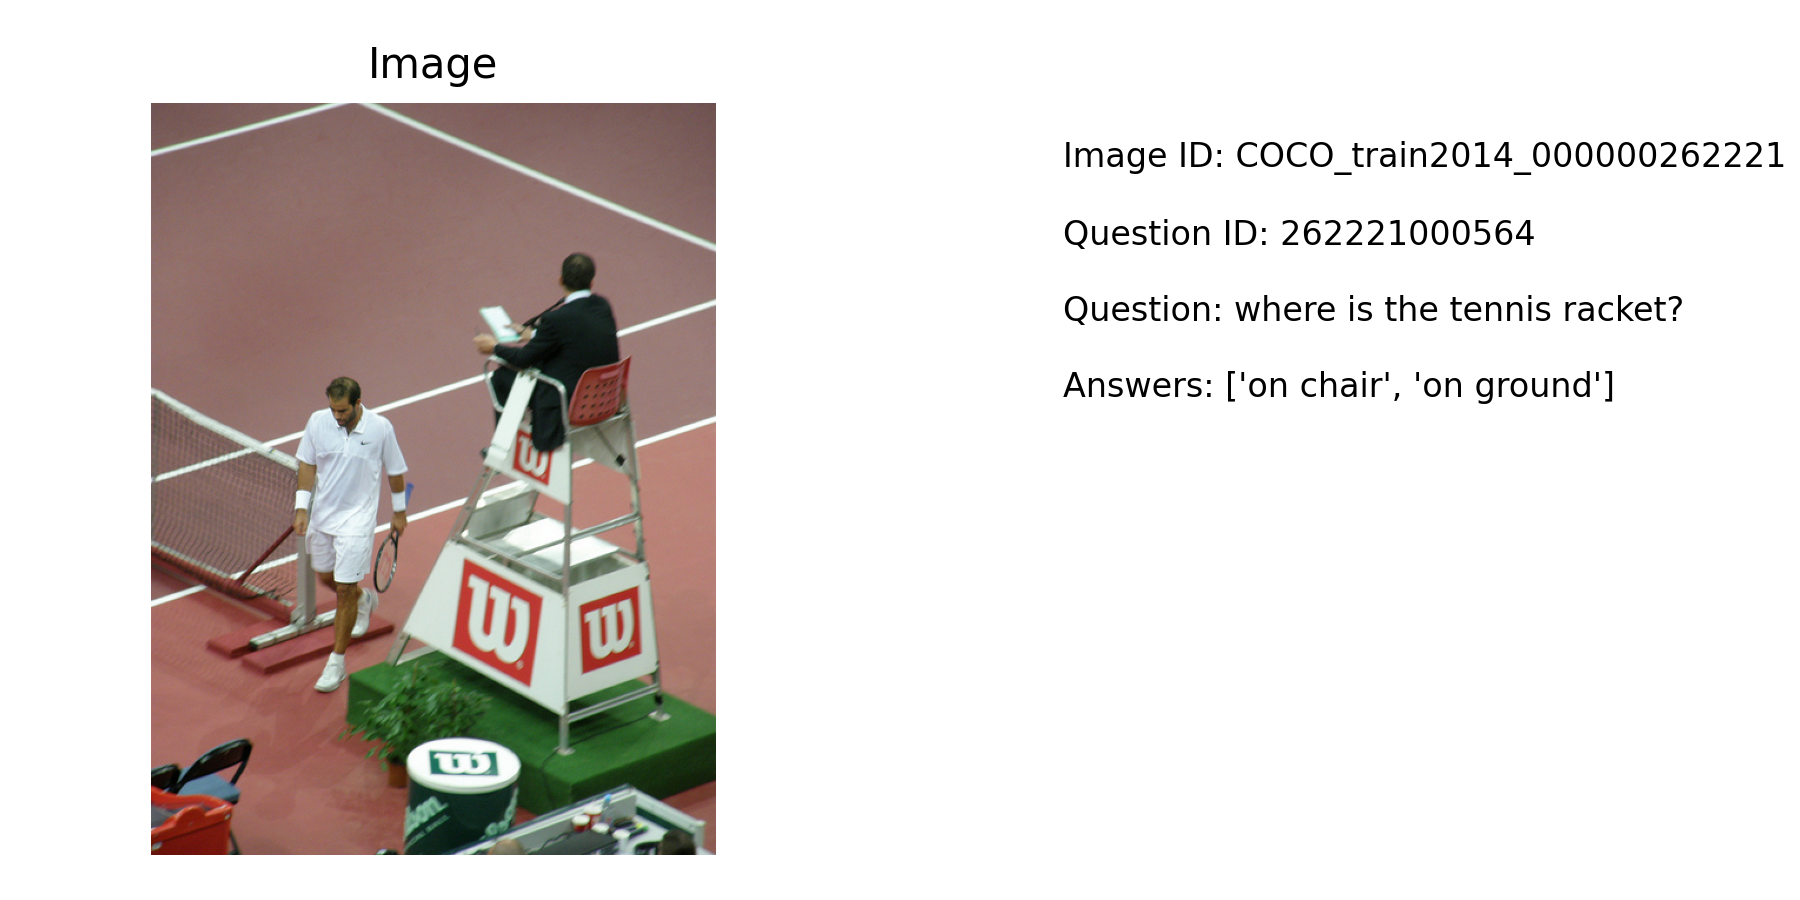 Image
Image ID: COCO_train2014_000000262221
Question ID: 262221000564
Question: where is the tennis racket?
Answers: ['on chair', 'on ground']
W
W
W
W